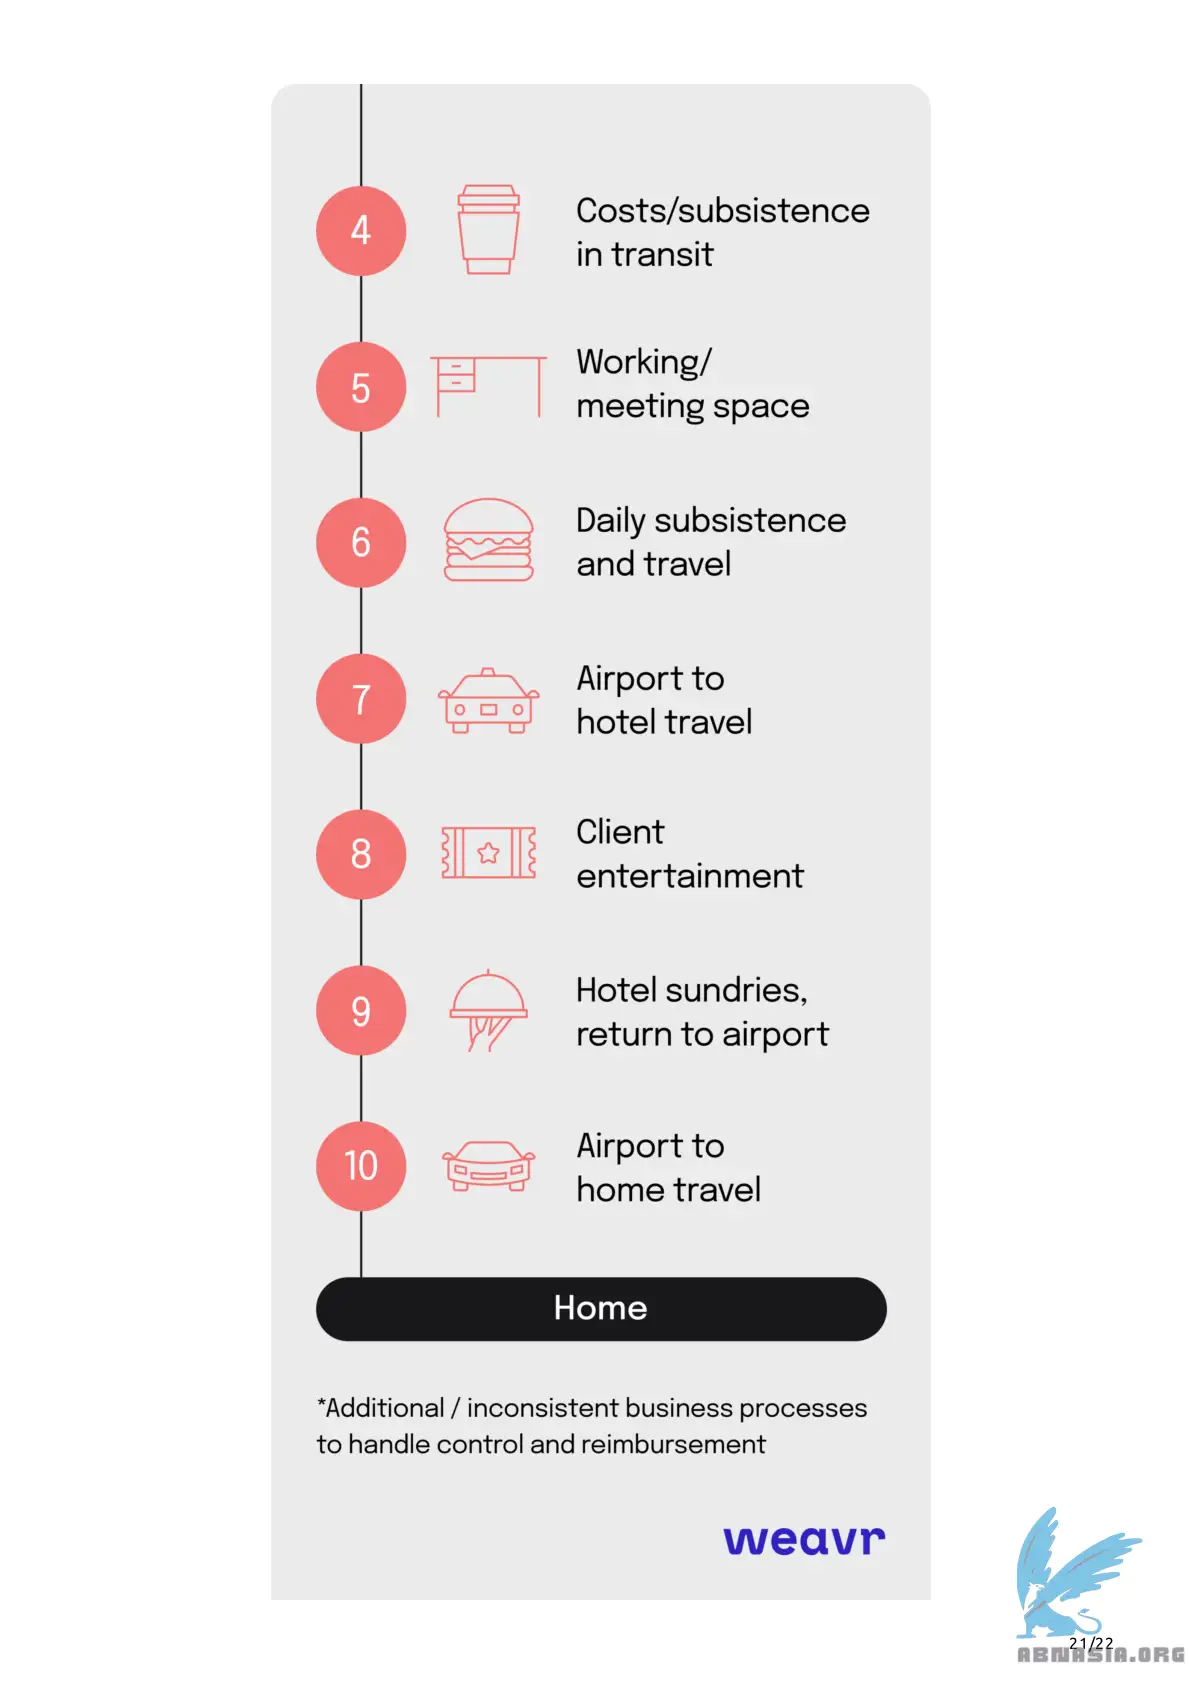 4
Costs/subsistence
in transit
5
Working/
meeting space
6
Daily subsistence
and travel
7
Airport to
hotel travel
8
Client
entertainment
9
Hotel sundries,
return to airport
10
Airport to
home travel
Home
*Additional / inconsistent business processes
to handle control and reimbursement
weavr
21/22
ABNASIA.ORG